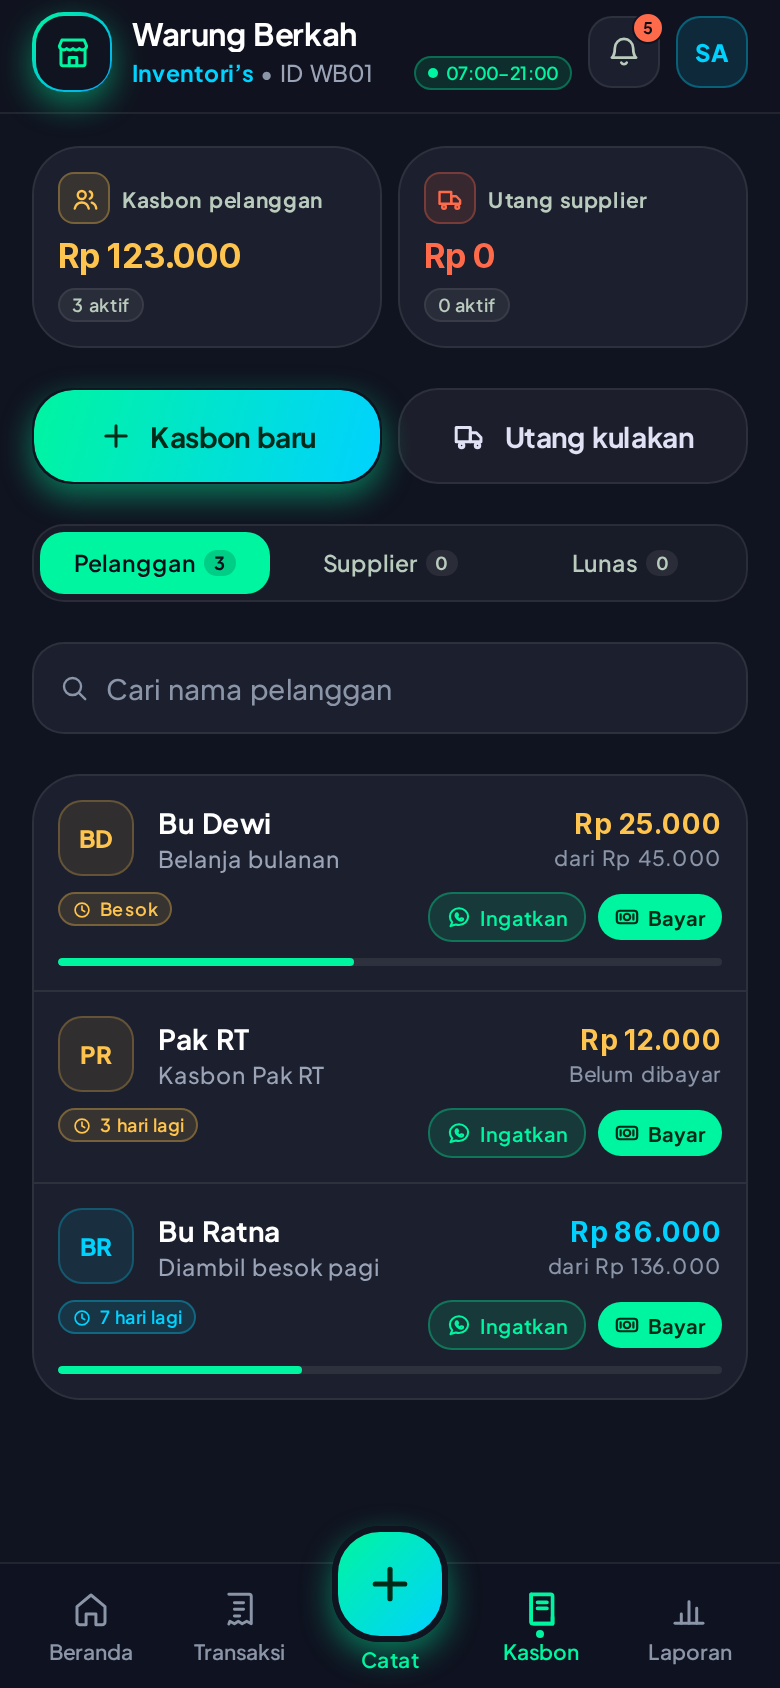 Warung Berkah
Inventori's • ID WB01
07:00–21:00
5
SA
Kasbon pelanggan
Rp 123.000
3 aktif
Utang supplier
Rp 0
0 aktif
Kasbon baru
Utang kulakan
Pelanggan 3
Supplier 0
Lunas 0
Cari nama pelanggan
BD
Bu Dewi
Belanja bulanan
Rp 25.000
dari Rp 45.000
Besok
Ingatkan
Bayar
PR
Pak RT
Kasbon Pak RT
Rp 12.000
Belum dibayar
3 hari lagi
Ingatkan
Bayar
BR
Bu Ratna
Diambil besok pagi
Rp 86.000
dari Rp 136.000
7 hari lagi
Ingatkan
Bayar
Beranda
Transaksi
Catat
Kasbon
Laporan